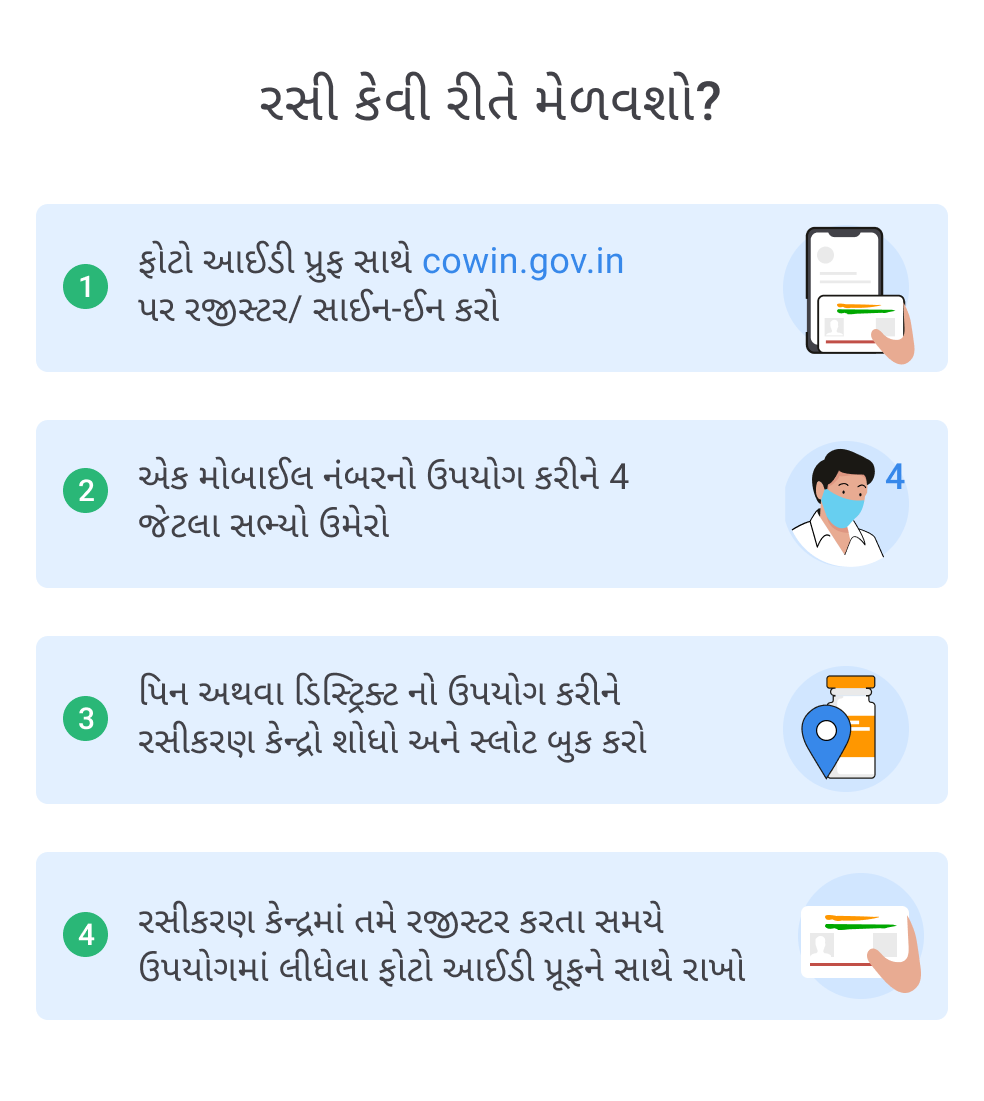 રસી કેવી રીતે મેળવશો?
1
ફોટો આઈડી પ્રુફ સાથે cowin.gov.in
પર રજીસ્ટર/ સાઈન-ઈન કરો
2
એક મોબાઈલ નંબરનો ઉપયોગ કરીને 4
જેટલા સભ્યો ઉમેરો
4
3
પિન અથવા ડિસ્ટ્રિક્ટ નો ઉપયોગ કરીને
રસીકરણ કેન્દ્રો શોધો અને સ્લોટ બુક કરો
4
રસીકરણ કેન્દ્રમાં તમે રજીસ્ટર કરતા સમયે
ઉપયોગમાં લીધેલા ફોટો આઈડી પ્રૂફને સાથે રાખો